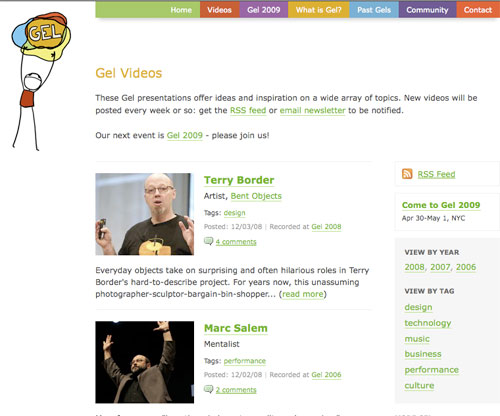 GEL
Home Videos Gel 2009 What is Gel? Past Gels Community Contact
Gel Videos
These Gel presentations offer ideas and inspiration on a wide array of topics. New videos will be
posted every week or so: get the RSS feed or email newsletter to be notified.
Our next event is Gel 2009 - please join us!
Terry Border
Artist, Bent Objects
Tags: design
Posted: 12/03/08 | Recorded at Gel 2008
4 comments
Everyday objects take on surprising and often hilarious roles in Terry
Border's hard-to-describe project. For years now, this unassuming
photographer-sculptor-bargain-bin-shopper... (read more)
Marc Salem
Mentalist
Tags: performance
Posted: 12/02/08 | Recorded at Gel 2006
2 comments
RSS Feed
Come to Gel 2009
Apr 30-May 1, NYC
VIEW BY YEAR
2008, 2007, 2006
VIEW BY TAG
design
technology
music
business
performance
culture